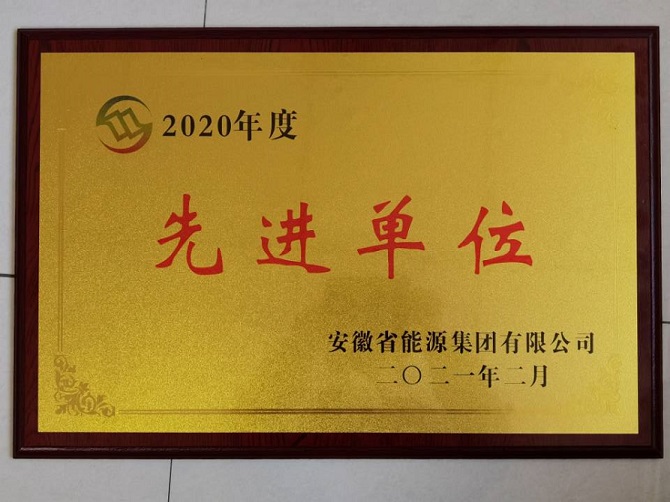 2020年度
先进单位
安徽省能源集团有限公司
二〇二一年二月